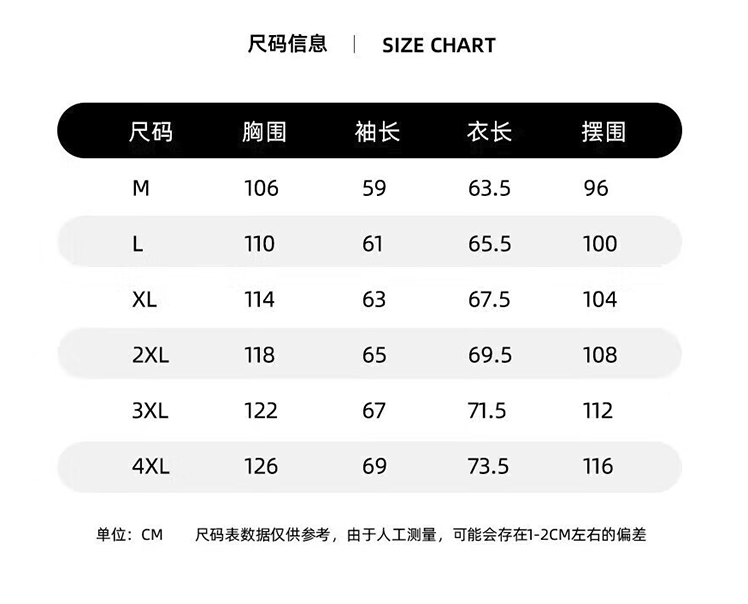 尺码信息 | SIZE CHART
尺码 胸围 袖长 衣长 摆围
M 106 59 63.5 96
L 110 61 65.5 100
XL 114 63 67.5 104
2XL 118 65 69.5 108
3XL 122 67 71.5 112
4XL 126 69 73.5 116
单位：CM 尺码表数据仅供参考，由于人工测量，可能会存在1-2CM左右的偏差